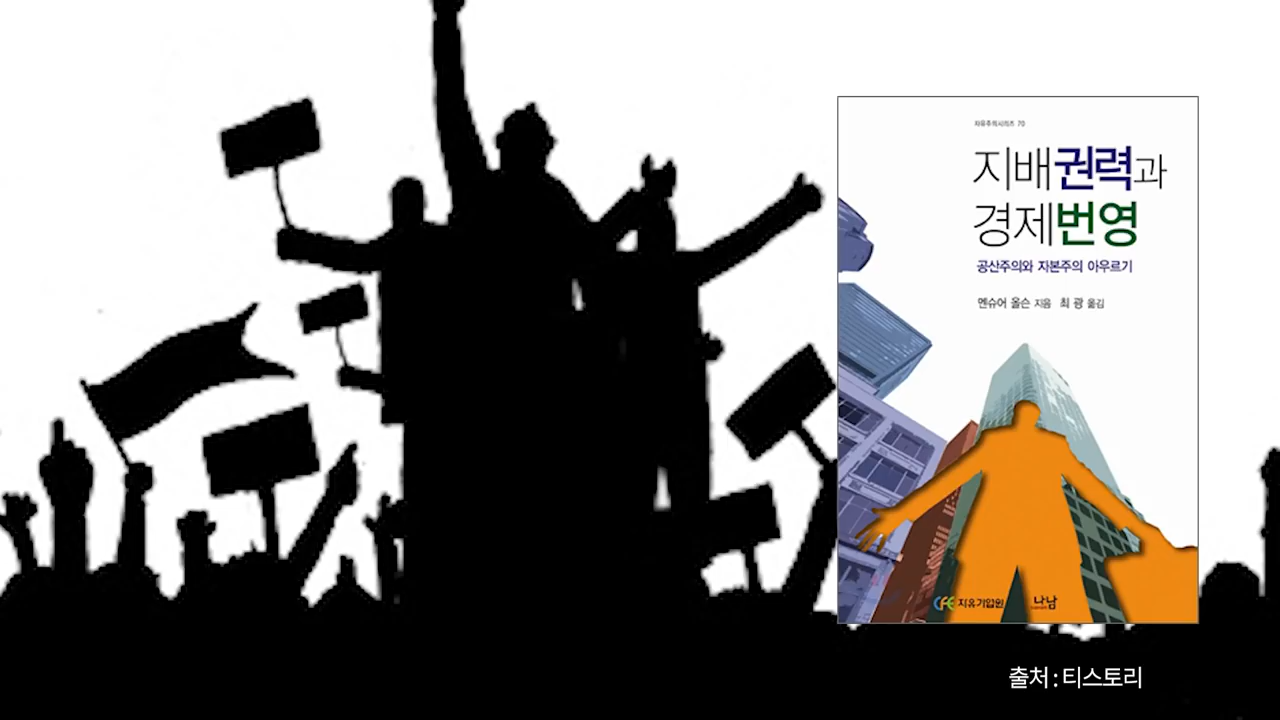 자유주의시리즈 70
지배권력과
경제번영
공산주의와 자본주의 아우르기
멘슈어 올슨 지음 최 광 옮김
CFE 자유기업원 나남
출처 : 티스토리